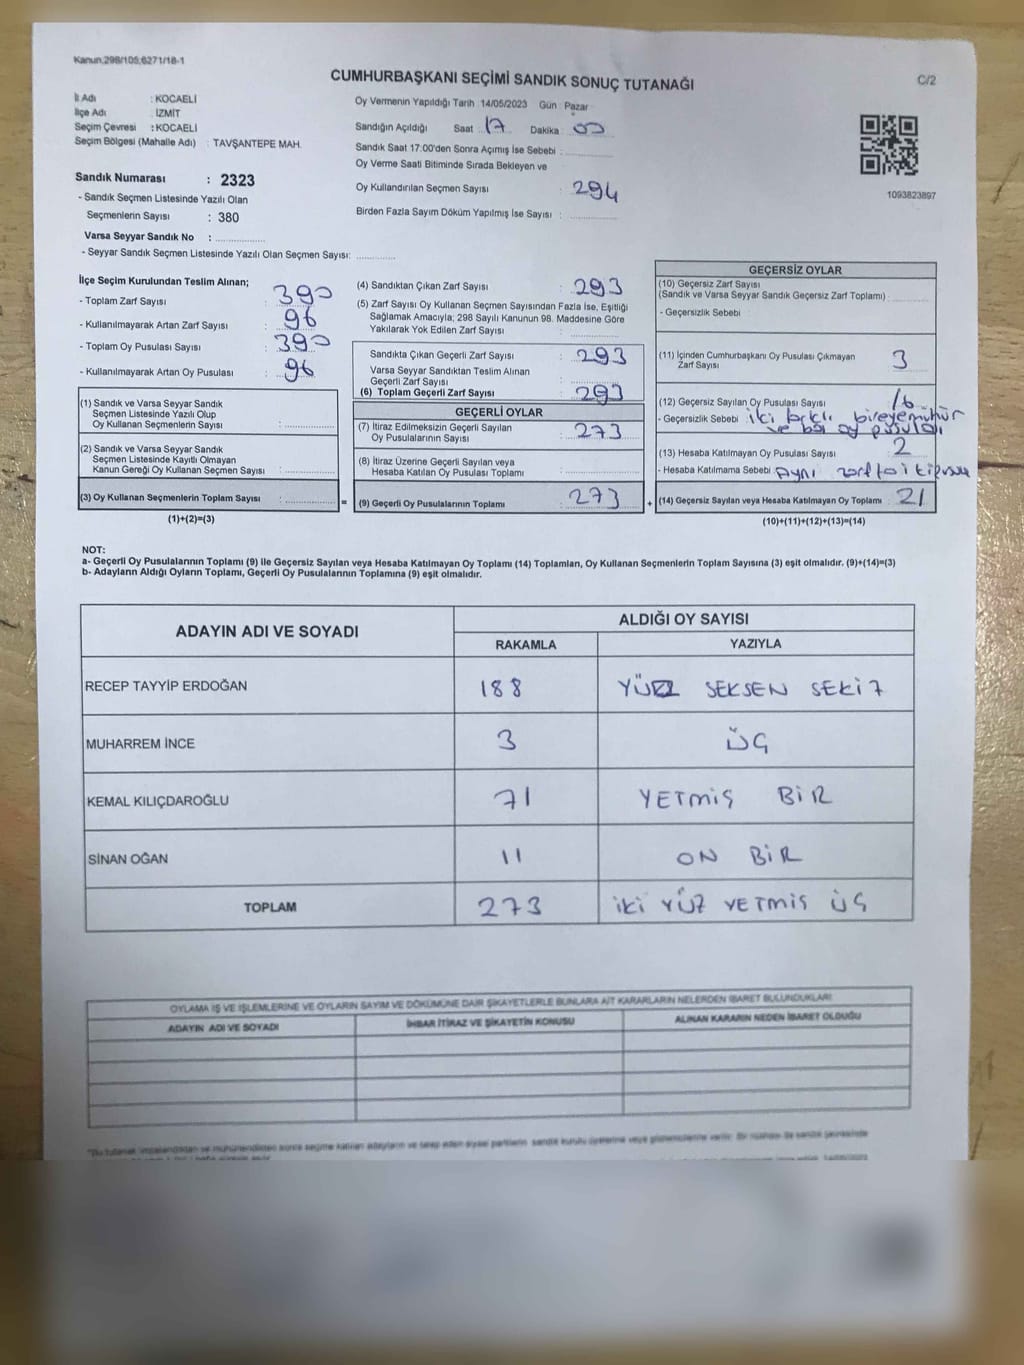 Kanun:298/105;6271/18-1
CUMHURBAŞKANI SEÇİMİ SANDIK SONUÇ TUTANAĞI
C/2
İl Adı : KOCAELİ
İlçe Adı : İZMİT
Seçim Çevresi : KOCAELİ
Seçim Bölgesi (Mahalle Adı) : TAVŞANTEPE MAH.
Oy Vermenin Yapıldığı Tarih : 14/05/2023 Gün : Pazar
Sandığın Açıldığı Saat : 17 Dakika : 00
Sandık Saat 17:00'den Sonra Açımış İse Sebebi :
Oy Verme Saati Bitiminde Sırada Bekleyen ve
Oy Kullandırılan Seçmen Sayısı : 294
Birden Fazla Sayım Döküm Yapılmış İse Sayısı :
1093823897
Sandık Numarası : 2323
- Sandık Seçmen Listesinde Yazılı Olan
Seçmenlerin Sayısı : 380
Varsa Seyyar Sandık No :
- Seyyar Sandık Seçmen Listesinde Yazılı Olan Seçmen Sayısı:
İlçe Seçim Kurulundan Teslim Alınan;
- Toplam Zarf Sayısı : 390
- Kullanılmayarak Artan Zarf Sayısı : 96
- Toplam Oy Pusulası Sayısı : 390
- Kullanılmayarak Artan Oy Pusulası : 96
(1) Sandık ve Varsa Seyyar Sandık
Seçmen Listesinde Yazılı Olup
Oy Kullanan Seçmenlerin Sayısı :
(2) Sandık ve Varsa Seyyar Sandık
Seçmen Listesinde Kayıtlı Olmayan
Kanun Gereği Oy Kullanan Seçmen Sayısı :
(3) Oy Kullanan Seçmenlerin Toplam Sayısı : =
(1)+(2)=(3)
(4) Sandıktan Çıkan Zarf Sayısı : 293
(5) Zarf Sayısı Oy Kullanan Seçmen Sayısından Fazla İse, Eşitliği
Sağlamak Amacıyla; 298 Sayılı Kanunun 98. Maddesine Göre
Yakılarak Yok Edilen Zarf Sayısı :
Sandıkta Çıkan Geçerli Zarf Sayısı : 293
Varsa Seyyar Sandıktan Teslim Alınan
Geçerli Zarf Sayısı :
(6) Toplam Geçerli Zarf Sayısı : 293
GEÇERLİ OYLAR
(7) İtiraz Edilmeksizin Geçerli Sayılan
Oy Pusulalarının Sayısı : 273
(8) İtiraz Üzerine Geçerli Sayılan veya
Hesaba Katılan Oy Pusulası Toplamı :
(9) Geçerli Oy Pusulalarının Toplamı : 273 +
GEÇERSİZ OYLAR
(10) Geçersiz Zarf Sayısı
(Sandık ve Varsa Seyyar Sandık Geçersiz Zarf Toplamı) :
- Geçersizlik Sebebi :
(11) İçinden Cumhurbaşkanı Oy Pusulası Çıkmayan
Zarf Sayısı : 3
(12) Geçersiz Sayılan Oy Pusulası Sayısı : 16
- Geçersizlik Sebebi : iki farklı bireye mühür
ve boş oy pusulası
(13) Hesaba Katılmayan Oy Pusulası Sayısı : 2
- Hesaba Katılmama Sebebi : Aynı zarfta iki
(14) Geçersiz Sayılan veya Hesaba Katılmayan Oy Toplamı : 21
(10)+(11)+(12)+(13)=(14)
NOT:
a- Geçerli Oy Pusulalarının Toplamı (9) ile Geçersiz Sayılan veya Hesaba Katılmayan Oy Toplamı (14) Toplamları, Oy Kullanan Seçmenlerin Toplam Sayısına (3) eşit olmalıdır. (9)+(14)=(3)
b- Adayların Aldığı Oyların Toplamı, Geçerli Oy Pusulalarının Toplamına (9) eşit olmalıdır.
ADAYIN ADI VE SOYADI
ALDIĞI OY SAYISI
RAKAMLA YAZIYLA
RECEP TAYYİP ERDOĞAN 188 YÜZ SEKSEN SEKİZ
MUHARREM İNCE 3 ÜÇ
KEMAL KILIÇDAROĞLU 71 YETMİŞ BİR
SİNAN OĞAN 11 ON BİR
TOPLAM 273 İKİ YÜZ YETMİŞ ÜÇ
OYLAMA İŞ VE İŞLEMLERİNE VE OYLARIN SAYIM VE DÖKÜMÜNE DAİR ŞİKAYETLERLE BUNLARA AİT KARARLARIN NELERDEN İBARET BULUNDUKLARI
ADAYIN ADI VE SOYADI İHBAR İTİRAZ VE ŞİKAYETİN KONUSU ALINAN KARARIN NEDEN İBARET OLDUĞU